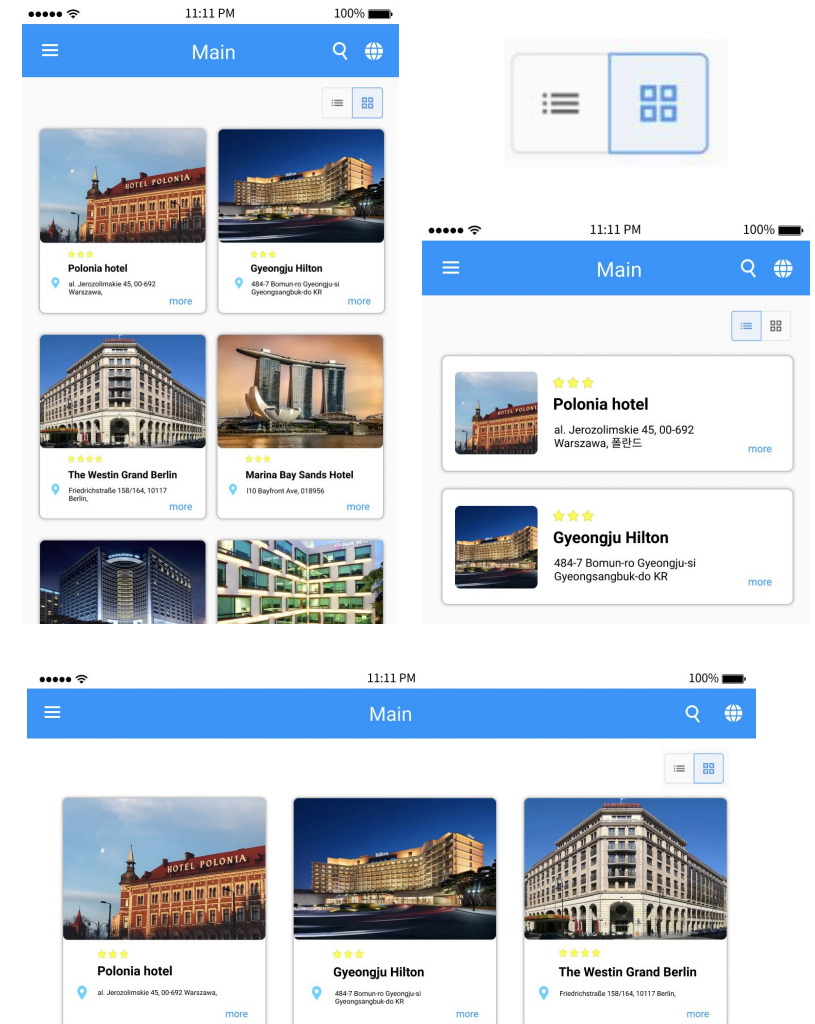 11:11 PM
100%
Main
HOTEL POLONIA
Hilton
Polonia hotel
al. Jerozolimskie 45, 00-692
Warszawa,
more
Gyeongju Hilton
484-7 Bomun-ro Gyeongju-si
Gyeongsangbuk-do KR
more
The Westin Grand Berlin
Friedrichstraße 158/164, 10117
Berlin,
more
Marina Bay Sands Hotel
I10 Bayfront Ave, 018956
more
11:11 PM
100%
Main
HOTEL POLONIA
Polonia hotel
al. Jerozolimskie 45, 00-692
Warszawa, 폴란드
more
Gyeongju Hilton
484-7 Bomun-ro Gyeongju-si
Gyeongsangbuk-do KR
more
11:11 PM
100%
Main
HOTEL POLONIA
Hilton
Polonia hotel
al. Jerozolimskie 45, 00-692 Warszawa,
more
Gyeongju Hilton
484-7 Bomun-ro Gyeongju-si
Gyeongsangbuk-do KR
more
The Westin Grand Berlin
Friedrichstraße 158/164, 10117 Berlin,
more